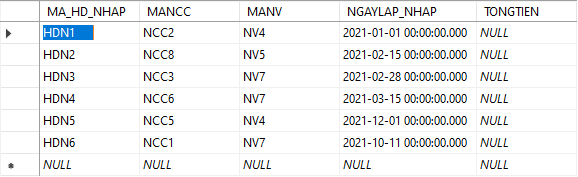 MA_HD_NHAP MANCC MANV NGAYLAP_NHAP TONGTIEN
HDN1 NCC2 NV4 2021-01-01 00:00:00.000 NULL
HDN2 NCC8 NV5 2021-02-15 00:00:00.000 NULL
HDN3 NCC3 NV7 2021-02-28 00:00:00.000 NULL
HDN4 NCC6 NV7 2021-03-15 00:00:00.000 NULL
HDN5 NCC5 NV4 2021-12-01 00:00:00.000 NULL
HDN6 NCC1 NV7 2021-10-11 00:00:00.000 NULL
NULL NULL NULL NULL NULL